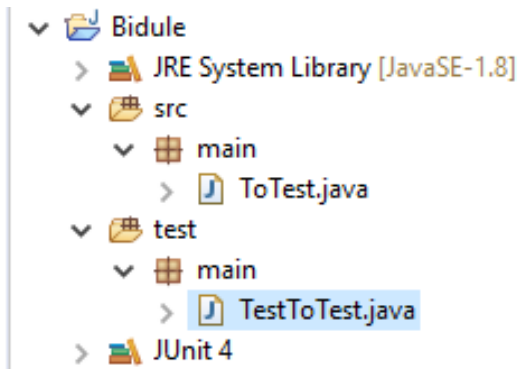 Bidule
JRE System Library [JavaSE-1.8]
src
main
ToTest.java
test
main
TestToTest.java
JUnit 4